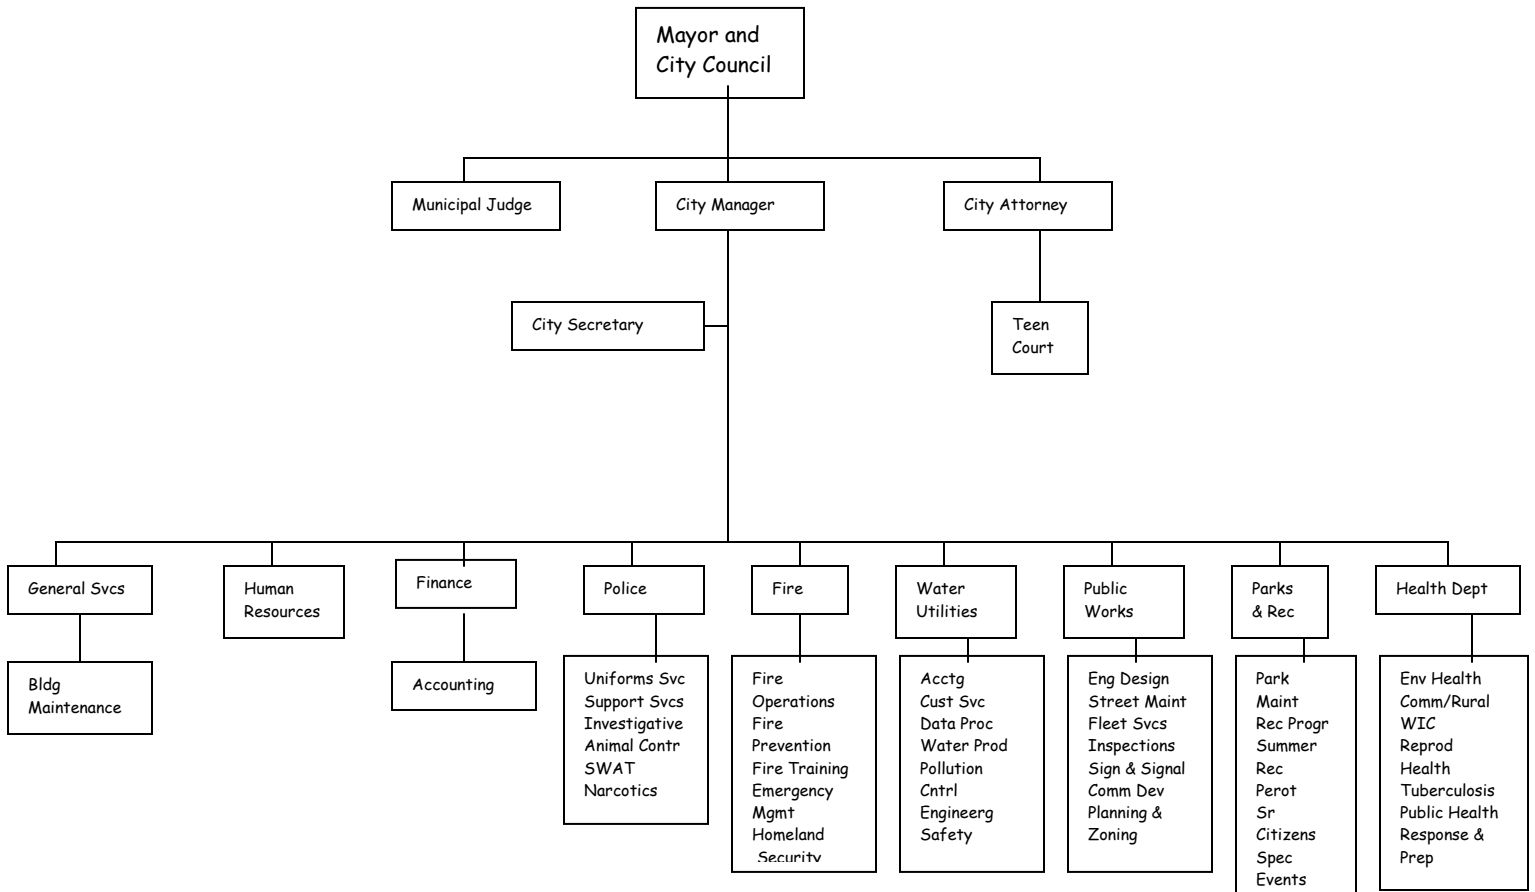 Mayor and
City Council
Municipal Judge
City Manager
City Attorney
City Secretary
Teen
Court
General Svcs
Human
Resources
Finance
Police
Fire
Water
Utilities
Public
Works
Parks
& Rec
Health Dept
Bldg
Maintenance
Accounting
Uniforms Svc
Support Svcs
Investigative
Animal Contr
SWAT
Narcotics
Fire
Operations
Fire
Prevention
Fire Training
Emergency
Mgmt
Homeland
Security
Acctg
Cust Svc
Data Proc
Water Prod
Pollution
Cntrl
Engineerg
Safety
Eng Design
Street Maint
Fleet Svcs
Inspections
Sign & Signal
Comm Dev
Planning &
Zoning
Park
Maint
Rec Progr
Summer
Rec
Perot
Sr
Citizens
Spec
Events
Env Health
Comm/Rural
WIC
Reprod
Health
Tuberculosis
Public Health
Response &
Prep